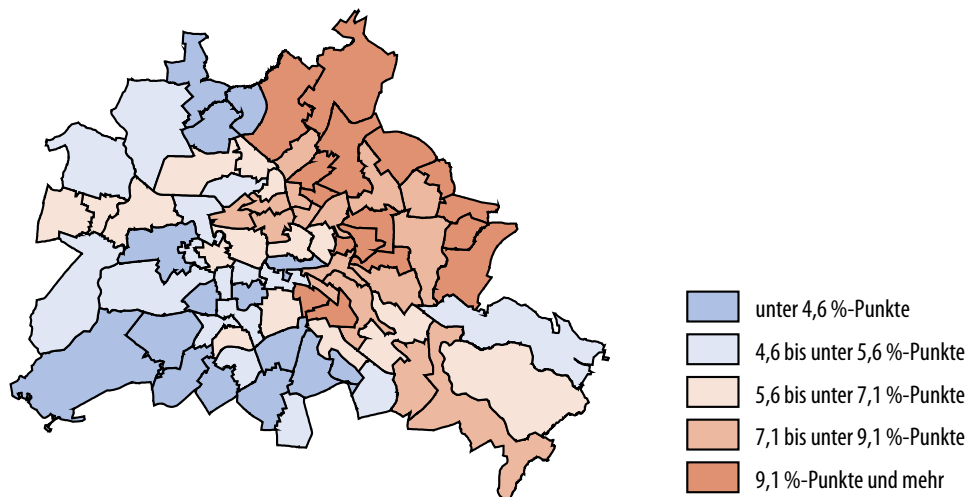 unter 4,6 %-Punkte
4,6 bis unter 5,6 %-Punkte
5,6 bis unter 7,1 %-Punkte
7,1 bis unter 9,1 %-Punkte
9,1 %-Punkte und mehr